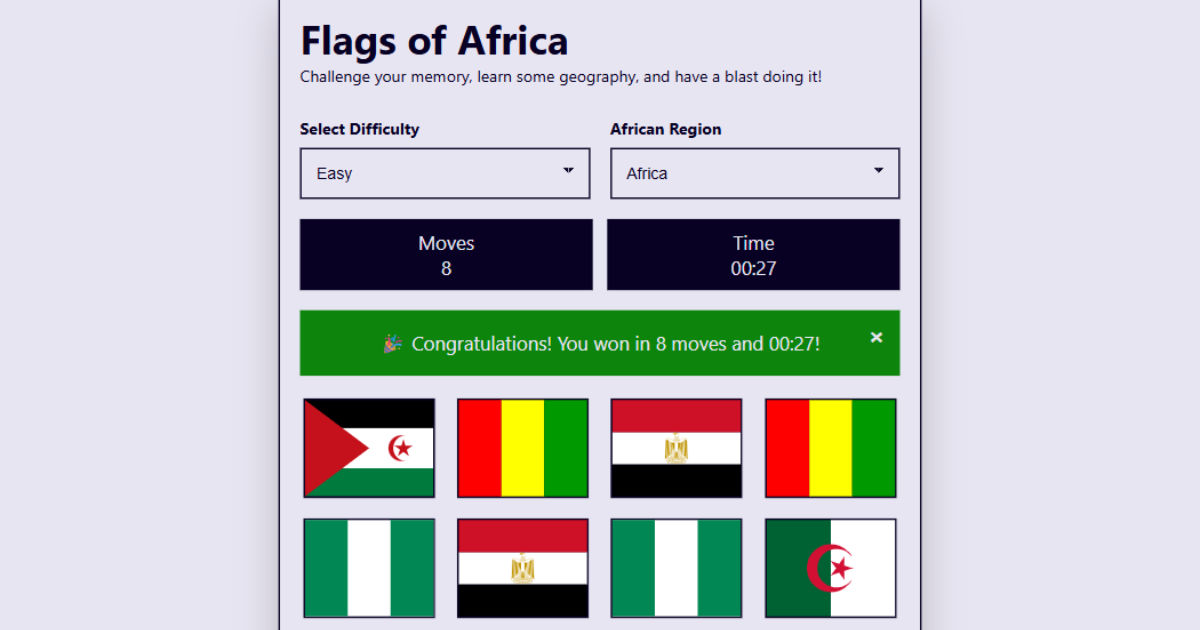 Flags of Africa
Challenge your memory, learn some geography, and have a blast doing it!
Select Difficulty
African Region
Easy
Africa
Moves
8
Time
00:27
🎉 Congratulations! You won in 8 moves and 00:27!
×